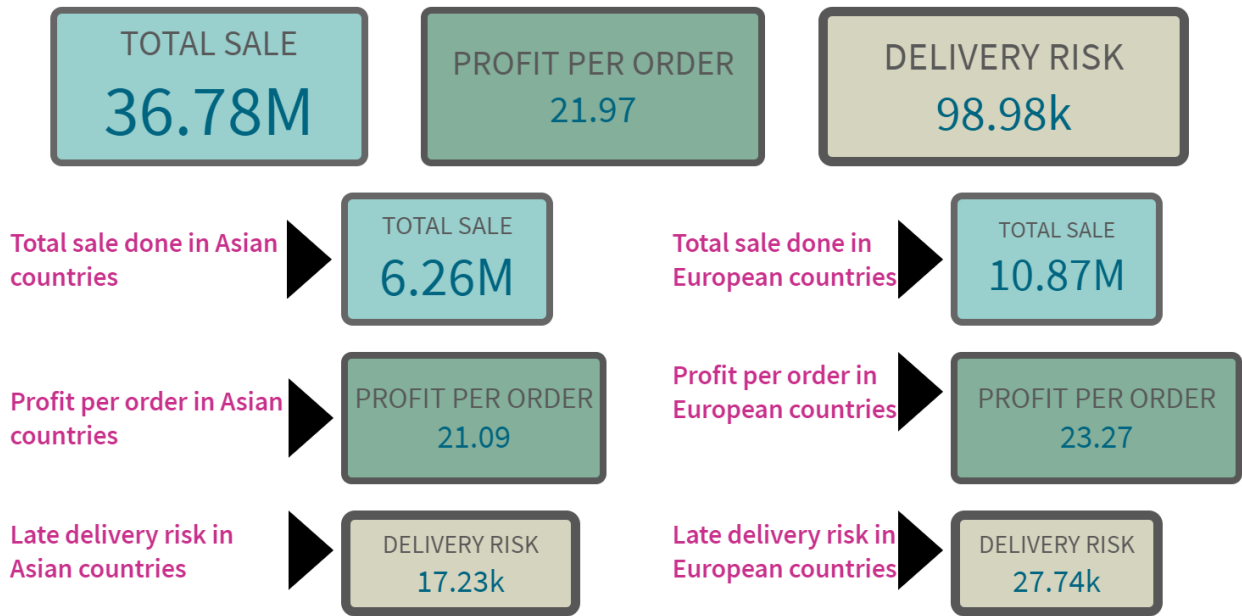 TOTAL SALE
36.78M
PROFIT PER ORDER
21.97
DELIVERY RISK
98.98k
Total sale done in Asian
countries
TOTAL SALE
6.26M
Total sale done in
European countries
TOTAL SALE
10.87M
Profit per order in Asian
countries
PROFIT PER ORDER
21.09
Profit per order in
European countries
PROFIT PER ORDER
23.27
Late delivery risk in
Asian countries
DELIVERY RISK
17.23k
Late delivery risk in
European countries
DELIVERY RISK
27.74k